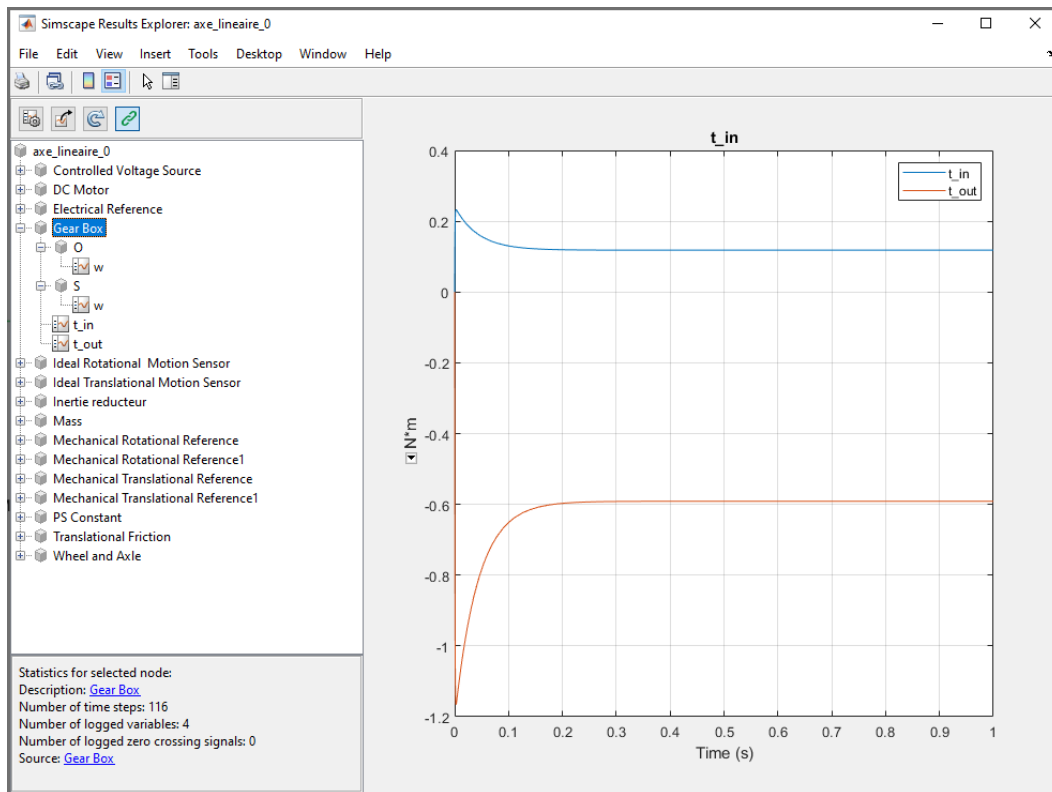 Simscape Results Explorer: axe_lineaire_0
File Edit View Insert Tools Desktop Window Help
axe_lineaire_0
Controlled Voltage Source
DC Motor
Electrical Reference
Gear Box
O
w
S
w
t_in
t_out
Ideal Rotational Motion Sensor
Ideal Translational Motion Sensor
Inertie reducteur
Mass
Mechanical Rotational Reference
Mechanical Rotational Reference1
Mechanical Translational Reference
Mechanical Translational Reference1
PS Constant
Translational Friction
Wheel and Axle
Statistics for selected node:
Description: Gear Box
Number of time steps: 116
Number of logged variables: 4
Number of logged zero crossing signals: 0
Source: Gear Box
t_in
t_in
t_out
0.4
0.2
0
-0.2
-0.4
-0.6
-0.8
-1
-1.2
N*m
0 0.1 0.2 0.3 0.4 0.5 0.6 0.7 0.8 0.9 1
Time (s)